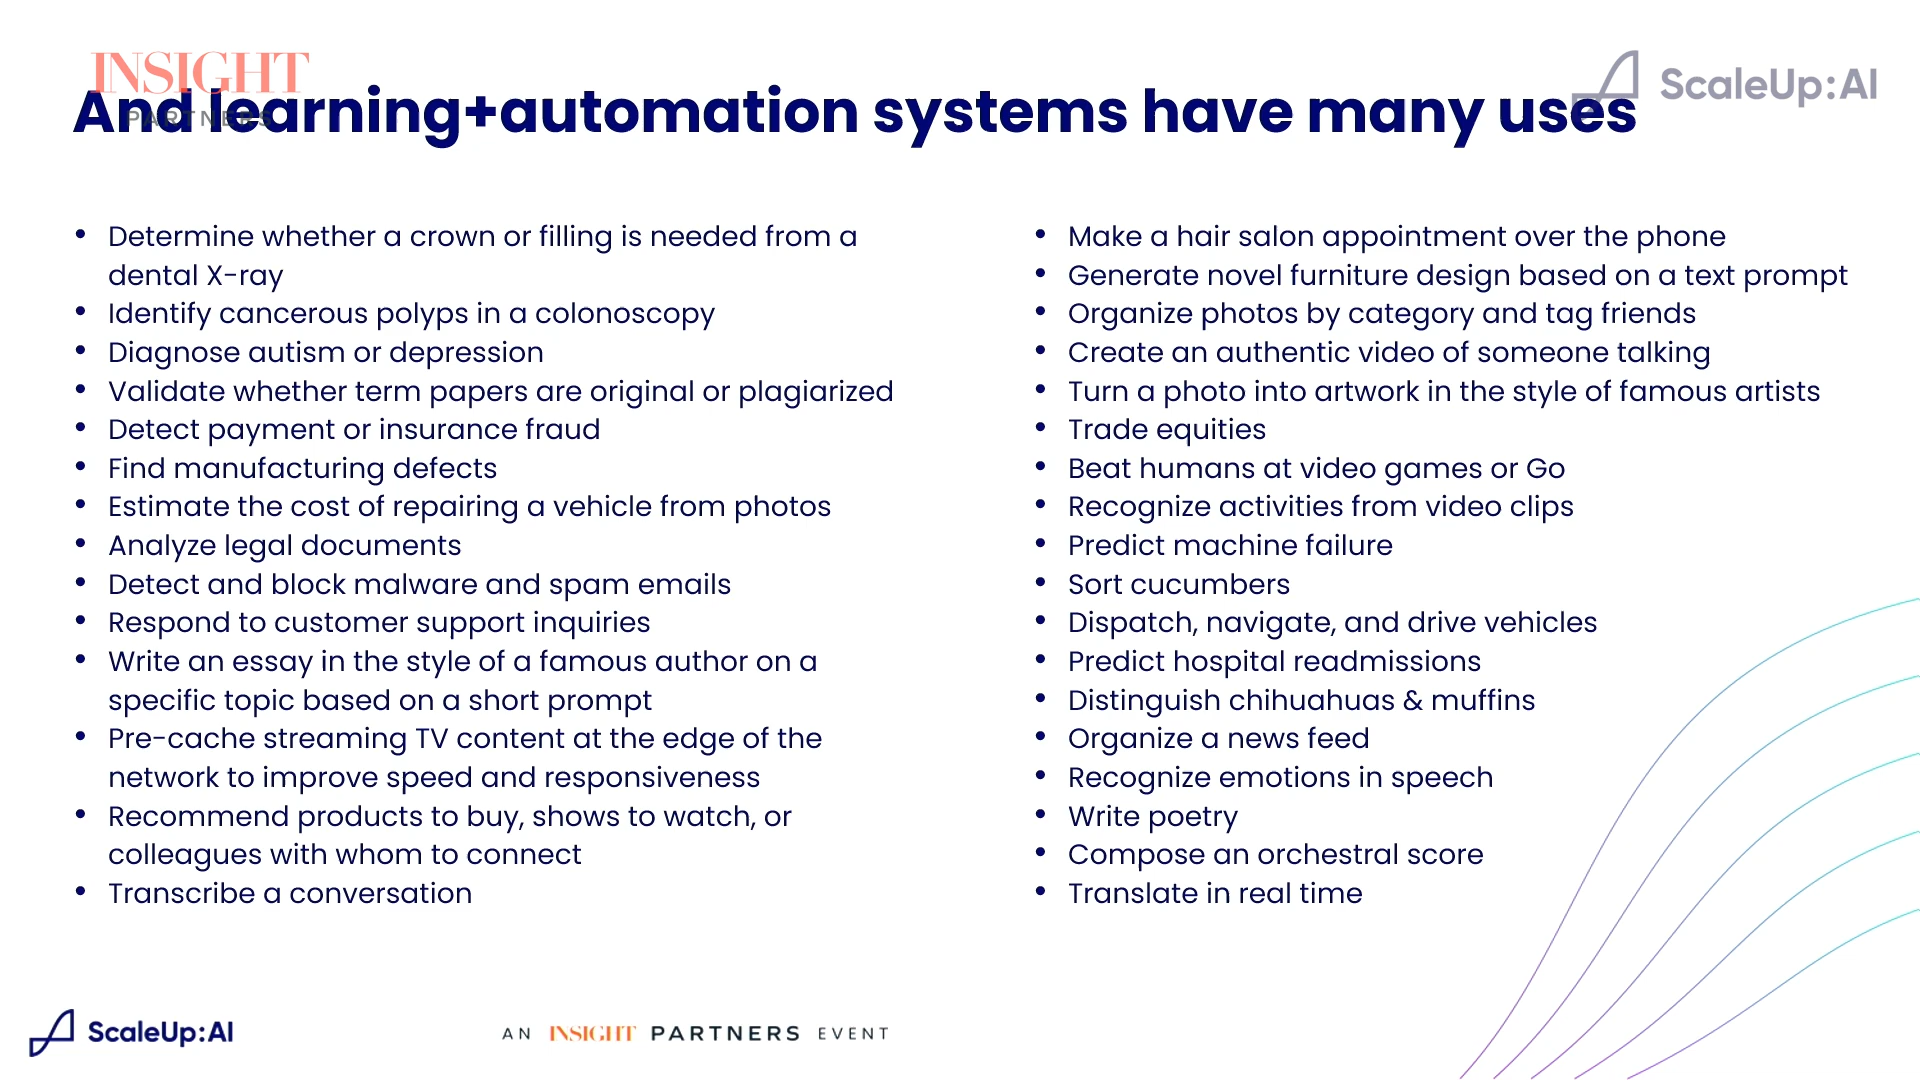 INSIGHT
PARTNERS
ScaleUp:AI
And learning+automation systems have many uses
• Determine whether a crown or filling is needed from a
dental X-ray
• Identify cancerous polyps in a colonoscopy
• Diagnose autism or depression
• Validate whether term papers are original or plagiarized
• Detect payment or insurance fraud
• Find manufacturing defects
• Estimate the cost of repairing a vehicle from photos
• Analyze legal documents
• Detect and block malware and spam emails
• Respond to customer support inquiries
• Write an essay in the style of a famous author on a
specific topic based on a short prompt
• Pre-cache streaming TV content at the edge of the
network to improve speed and responsiveness
• Recommend products to buy, shows to watch, or
colleagues with whom to connect
• Transcribe a conversation
• Make a hair salon appointment over the phone
• Generate novel furniture design based on a text prompt
• Organize photos by category and tag friends
• Create an authentic video of someone talking
• Turn a photo into artwork in the style of famous artists
• Trade equities
• Beat humans at video games or Go
• Recognize activities from video clips
• Predict machine failure
• Sort cucumbers
• Dispatch, navigate, and drive vehicles
• Predict hospital readmissions
• Distinguish chihuahuas & muffins
• Organize a news feed
• Recognize emotions in speech
• Write poetry
• Compose an orchestral score
• Translate in real time
ScaleUp:AI
AN INSIGHT PARTNERS EVENT